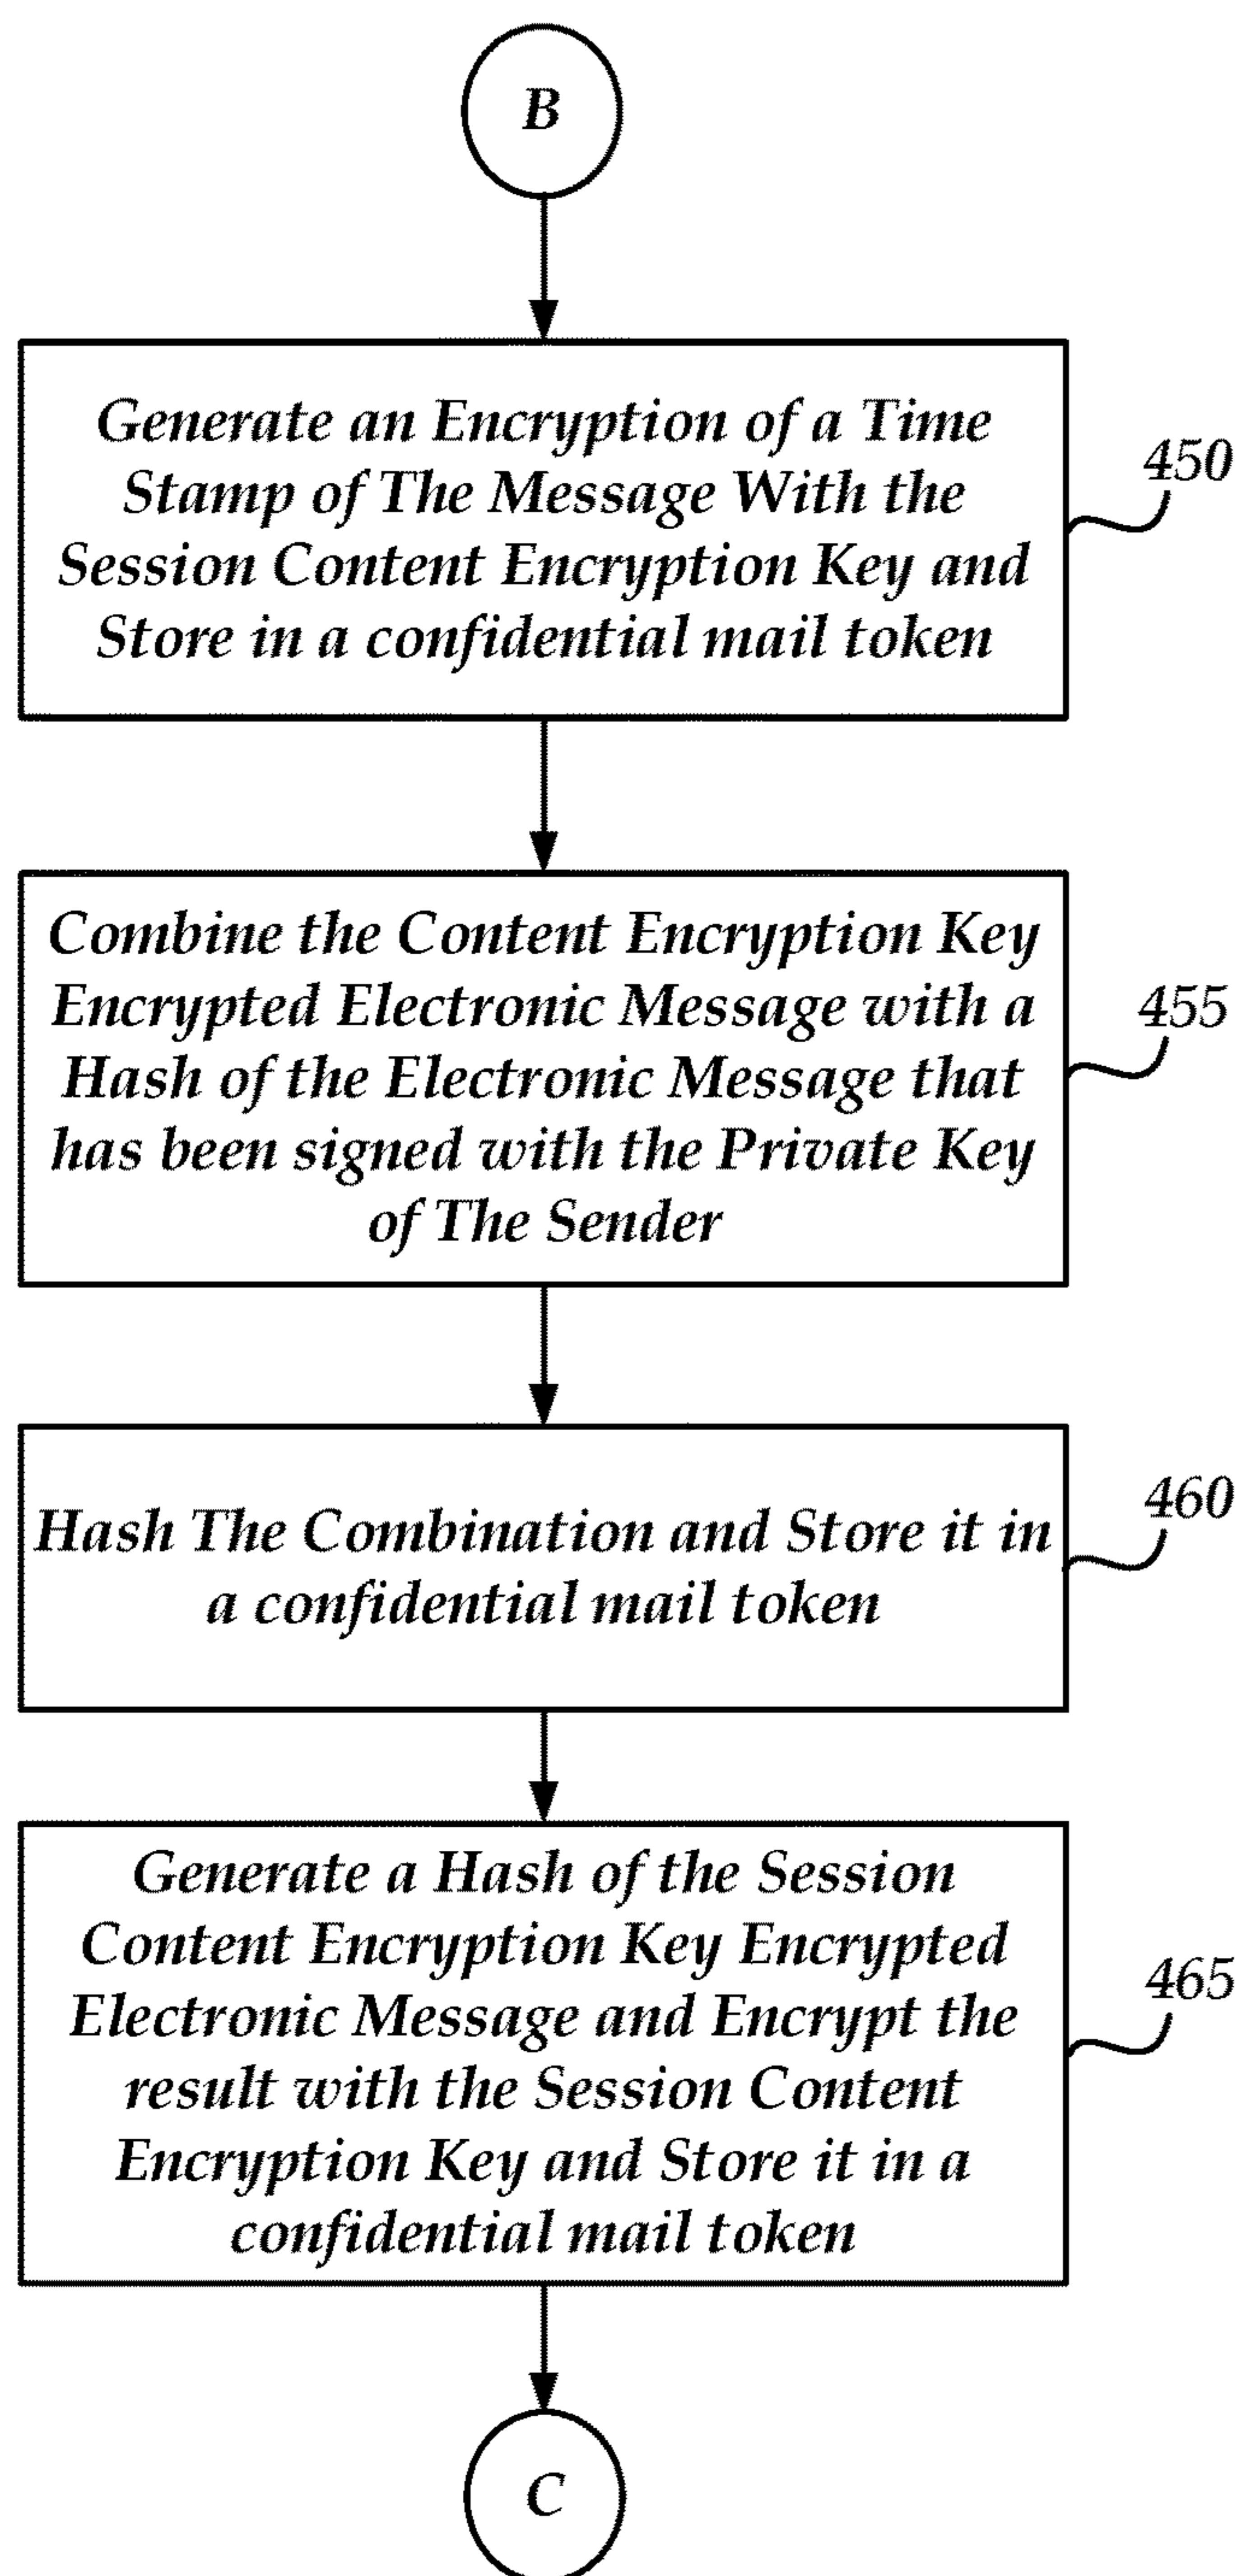 B
Generate an Encryption of a Time
Stamp of The Message With the
Session Content Encryption Key and
Store in a confidential mail token
450
Combine the Content Encryption Key
Encrypted Electronic Message with a
Hash of the Electronic Message that
has been signed with the Private Key
of The Sender
455
Hash The Combination and Store it in
a confidential mail token
460
Generate a Hash of the Session
Content Encryption Key Encrypted
Electronic Message and Encrypt the
result with the Session Content
Encryption Key and Store it in a
confidential mail token
465
C